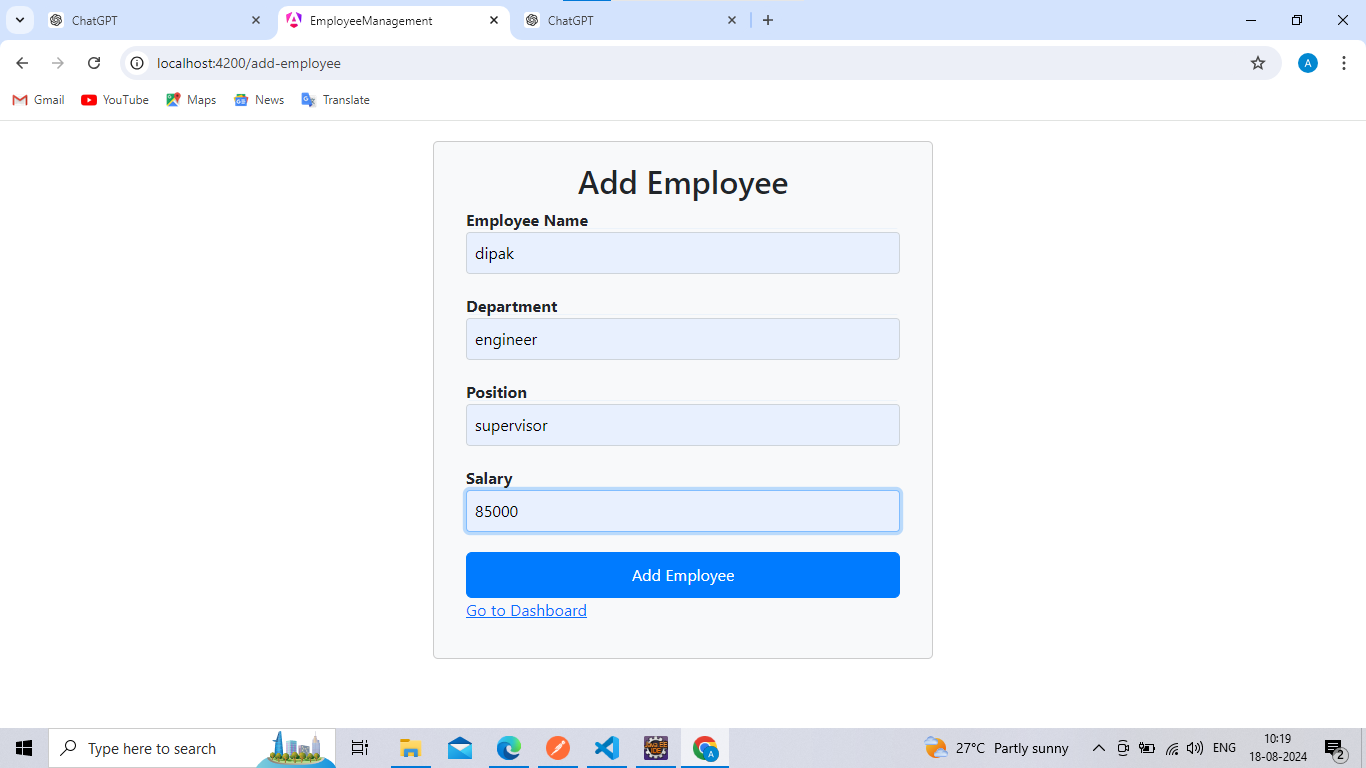 ChatGPT
EmployeeManagement
ChatGPT
localhost:4200/add-employee
A
Gmail
YouTube
Maps
News
Translate
Add Employee
Employee Name
dipak
Department
engineer
Position
supervisor
Salary
85000
Add Employee
Go to Dashboard
Type here to search
27°C Partly sunny
ENG
10:19
18-08-2024
2